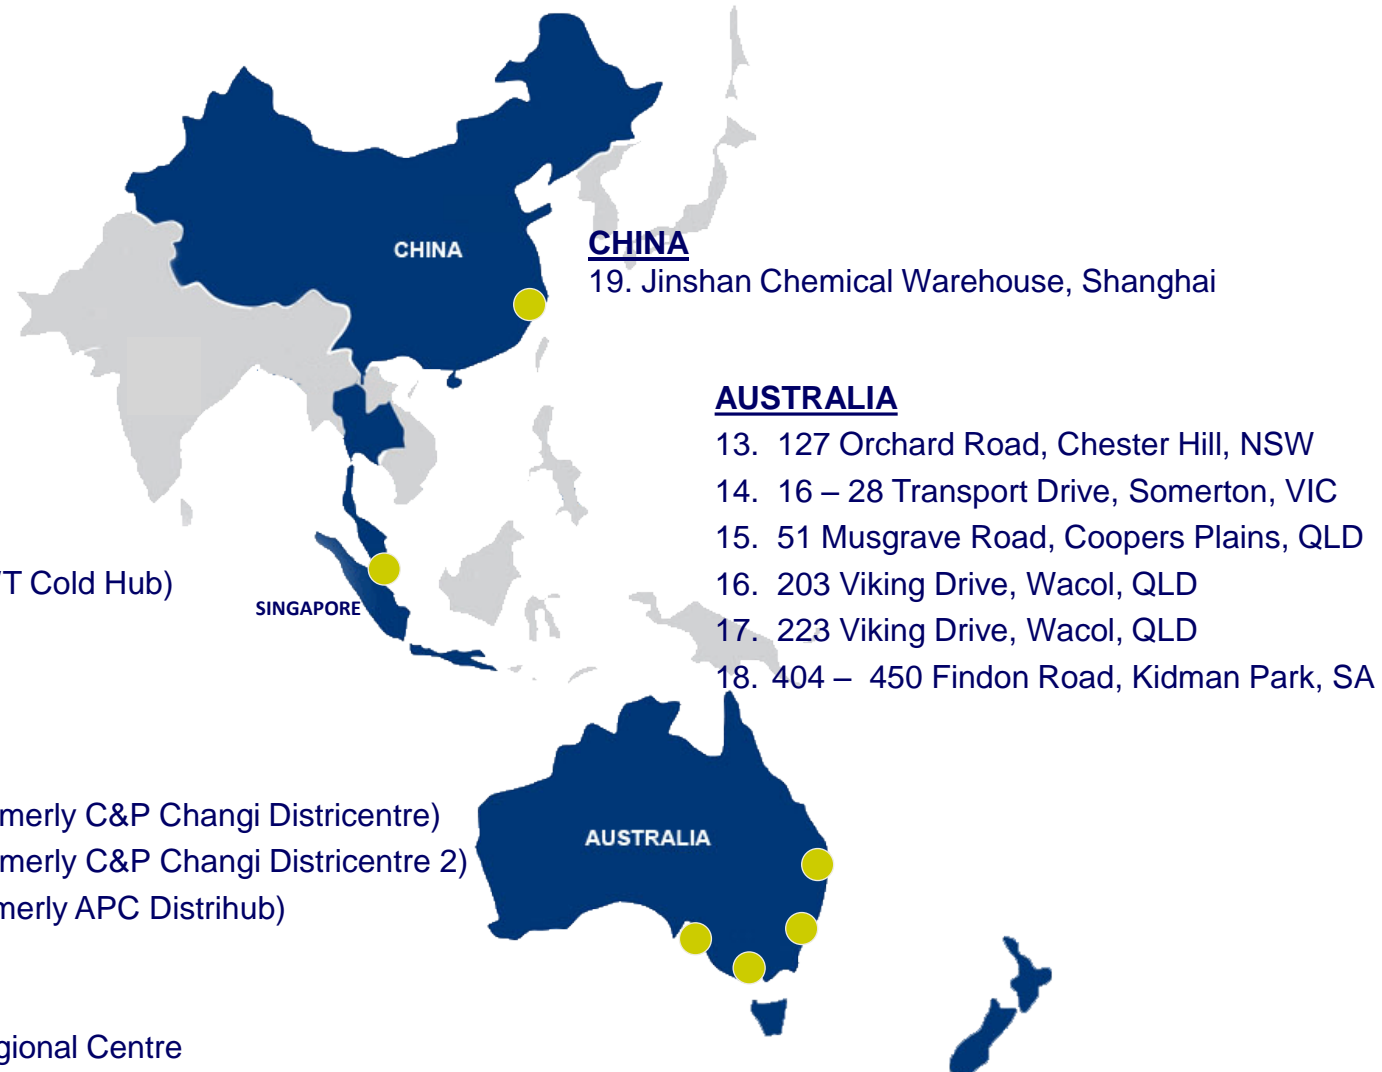 CHINA
CHINA
19. Jinshan Chemical Warehouse, Shanghai
AUSTRALIA
13. 127 Orchard Road, Chester Hill, NSW
14. 16 – 28 Transport Drive, Somerton, VIC
15. 51 Musgrave Road, Coopers Plains, QLD
16. 203 Viking Drive, Wacol, QLD
17. 223 Viking Drive, Wacol, QLD
18. 404 – 450 Findon Road, Kidman Park, SA
T Cold Hub)
SINGAPORE
merly C&P Changi Districentre)
merly C&P Changi Districentre 2)
merly APC Distrihub)
AUSTRALIA
gional Centre